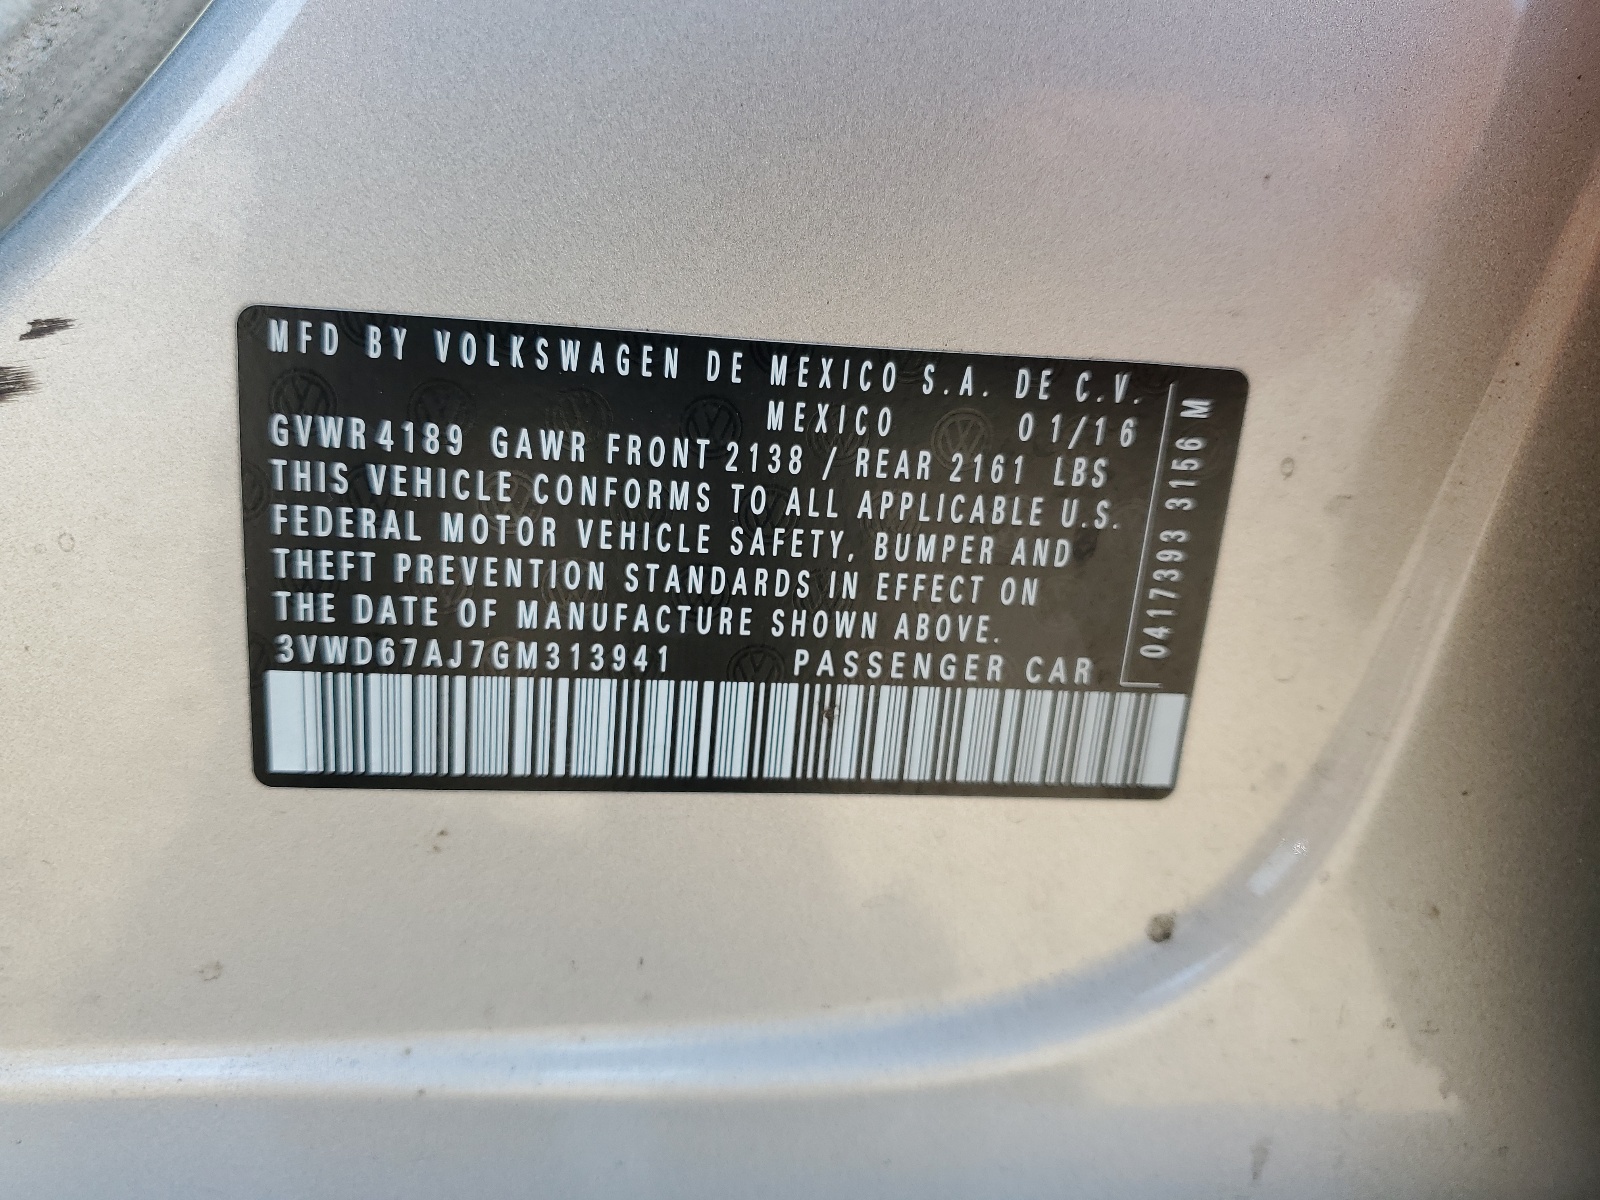 MFD BY VOLKSWAGEN DE MEXICO S.A. DE C.V.
MEXICO 01/16
GVWR 4189 GAWR FRONT 2138 / REAR 2161 LBS
THIS VEHICLE CONFORMS TO ALL APPLICABLE U.S.
FEDERAL MOTOR VEHICLE SAFETY, BUMPER AND
THEFT PREVENTION STANDARDS IN EFFECT ON
THE DATE OF MANUFACTURE SHOWN ABOVE.
3VWD67AJ7GM313941 PASSENGER CAR
0417393 3156 M